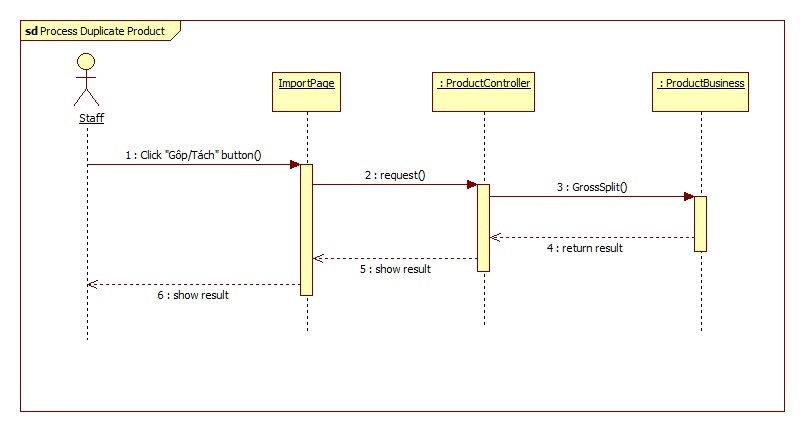 sd Process Duplicate Product
Staff
ImportPage
: ProductController
: ProductBusiness
1 : Click "Gộp/Tách" button()
2 : request()
3 : GrossSplit()
4 : return result
5 : show result
6 : show result